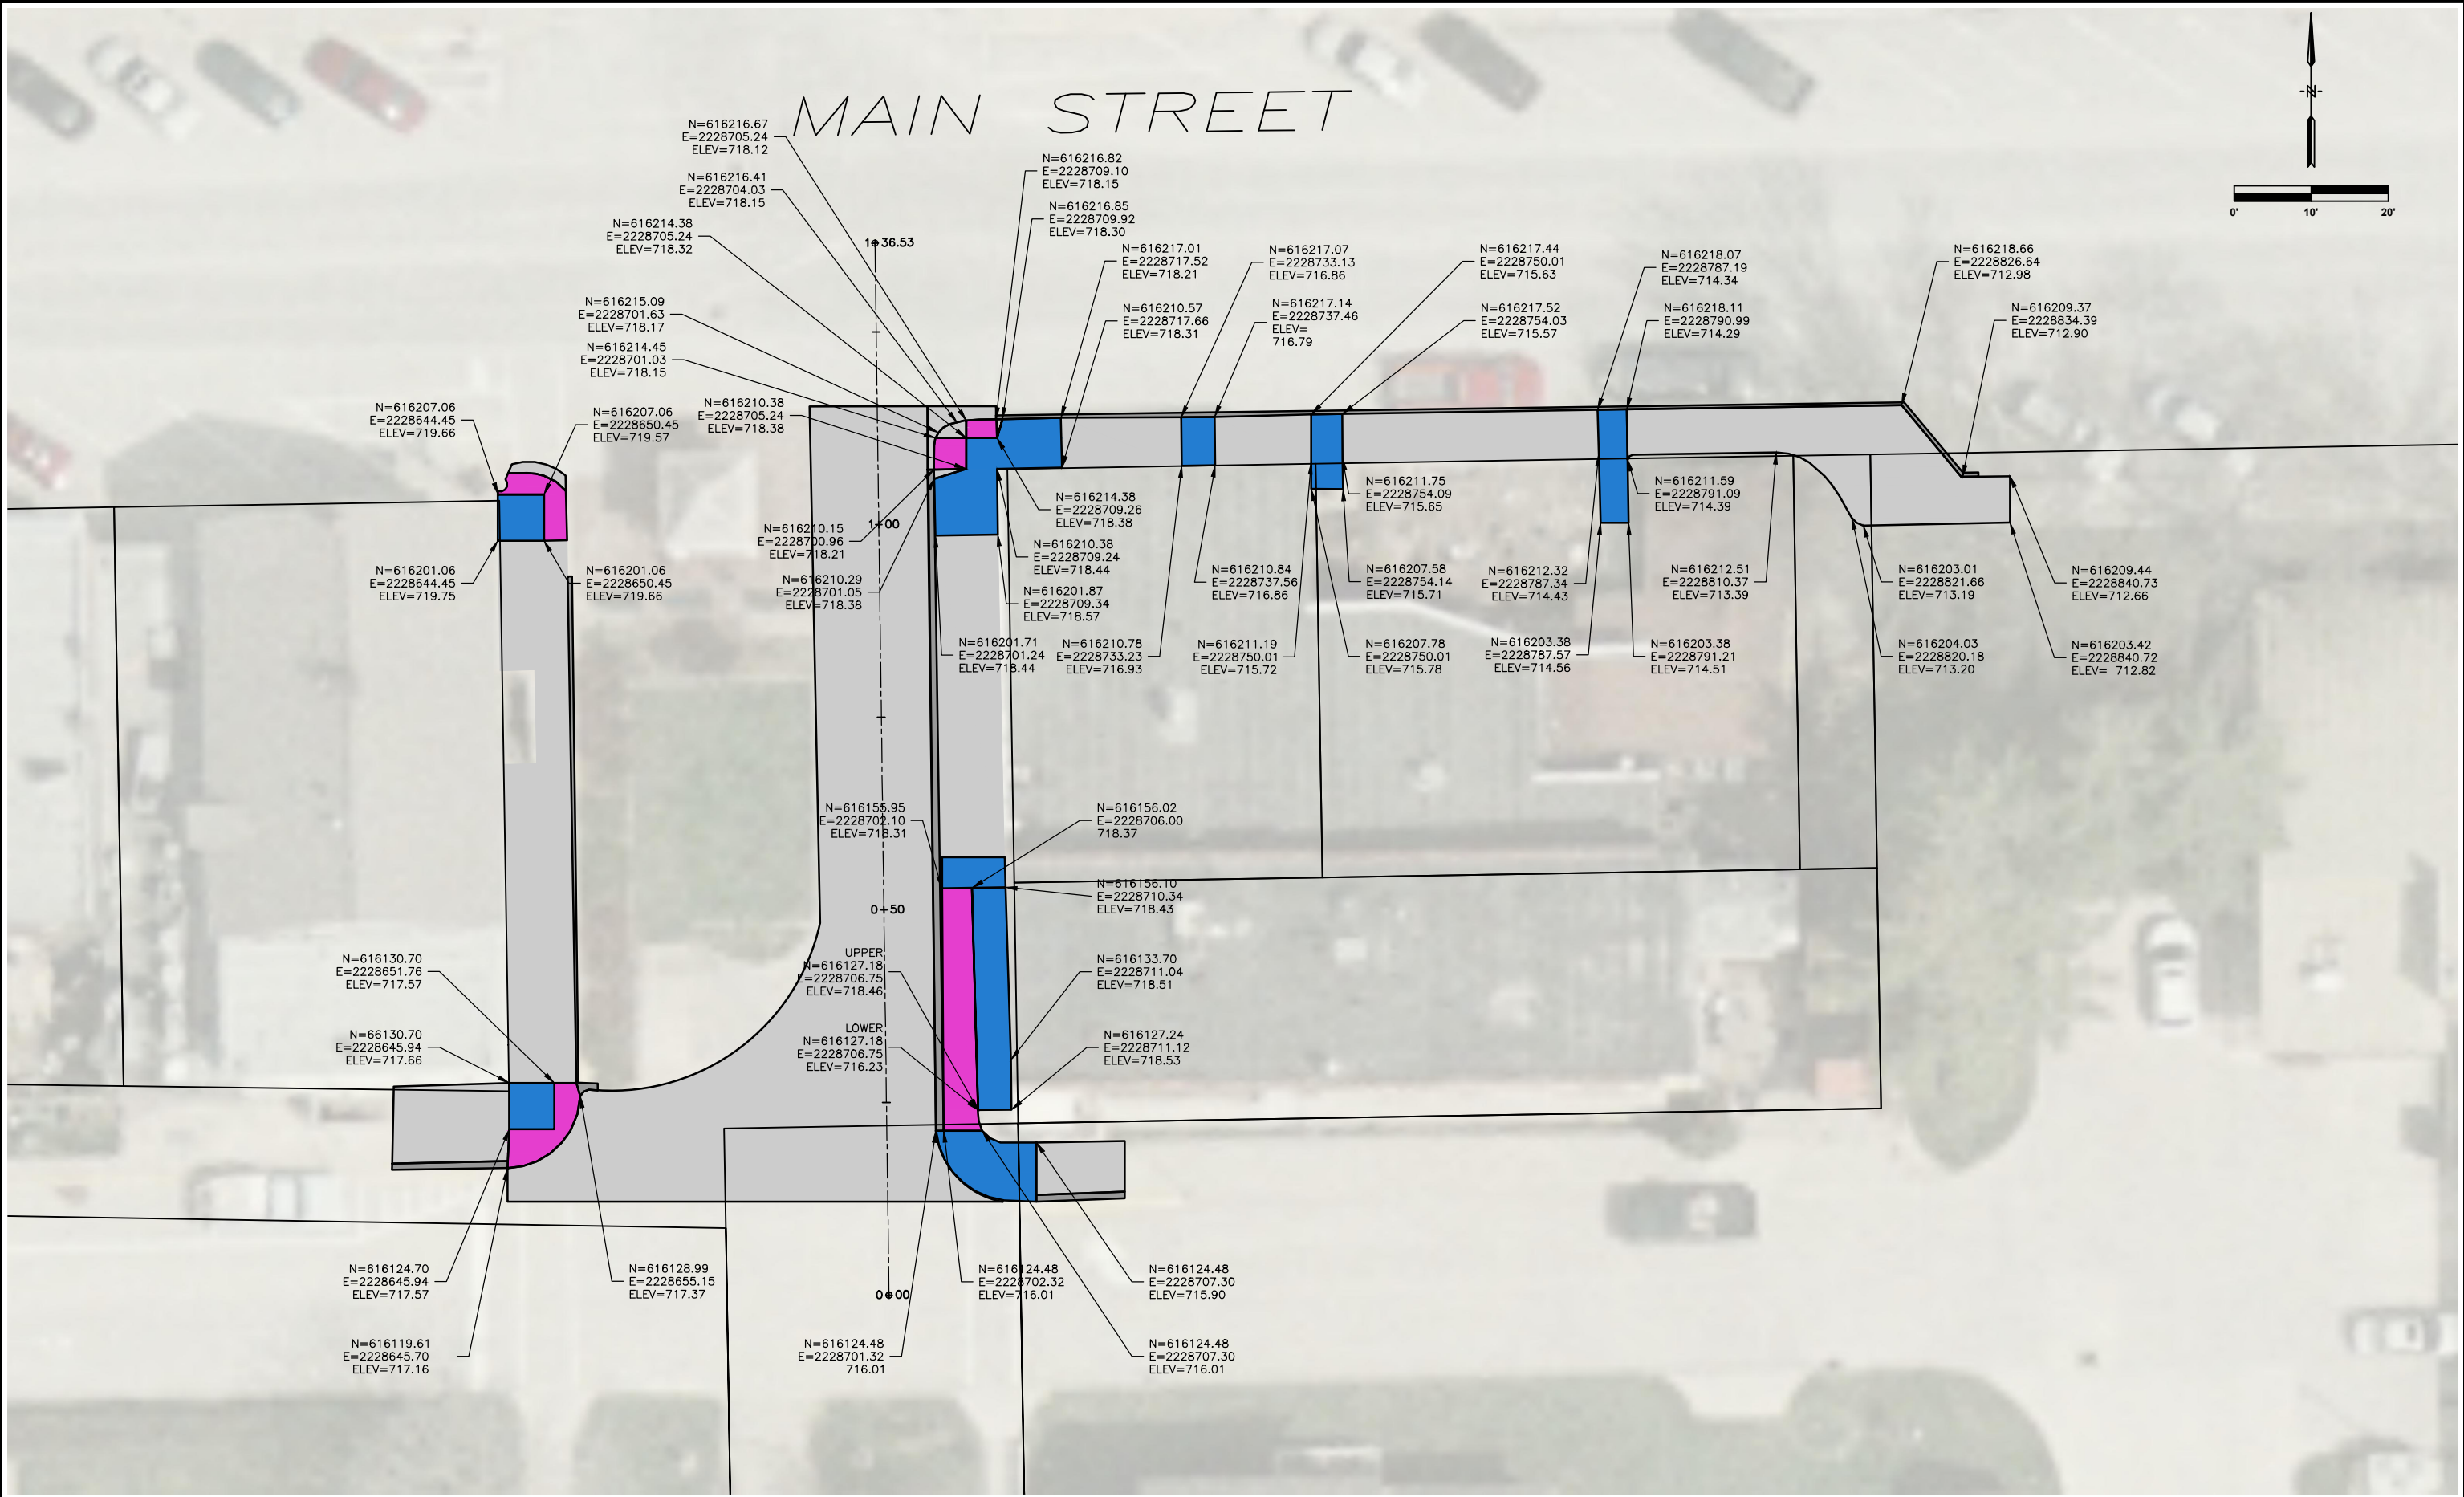 MAIN STREET
-N-
0' 10' 20'
N=616216.67
E=2228705.24
ELEV=718.12
N=616216.41
E=2228704.03
ELEV=718.15
N=616214.38
E=2228705.24
ELEV=718.32
N=616215.09
E=2228701.63
ELEV=718.17
N=616214.45
E=2228701.03
ELEV=718.15
N=616210.38
E=2228705.24
ELEV=718.38
N=616216.82
E=2228709.10
ELEV=718.15
N=616216.85
E=2228709.92
ELEV=718.30
N=616217.01
E=2228717.52
ELEV=718.21
N=616210.57
E=2228717.66
ELEV=718.31
N=616217.07
E=2228733.13
ELEV=716.86
N=616217.14
E=2228737.46
ELEV=
716.79
N=616217.44
E=2228750.01
ELEV=715.63
N=616217.52
E=2228754.03
ELEV=715.57
N=616218.07
E=2228787.19
ELEV=714.34
N=616218.11
E=2228790.99
ELEV=714.29
N=616218.66
E=2228826.64
ELEV=712.98
N=616209.37
E=2228834.39
ELEV=712.90
1+36.53
N=616207.06
E=2228644.45
ELEV=719.66
N=616207.06
E=2228650.45
ELEV=719.57
N=616201.06
E=2228644.45
ELEV=719.75
N=616201.06
E=2228650.45
ELEV=719.66
1+00
N=616210.15
E=2228700.96
ELEV=718.21
N=616210.29
E=2228701.05
ELEV=718.38
N=616214.38
E=2228709.26
ELEV=718.38
N=616210.38
E=2228709.24
ELEV=718.44
N=616201.87
E=2228709.34
ELEV=718.57
N=616201.71
E=2228701.24
ELEV=718.44
N=616210.78
E=2228733.23
ELEV=716.93
N=616210.84
E=2228737.56
ELEV=716.86
N=616211.19
E=2228750.01
ELEV=715.72
N=616211.75
E=2228754.09
ELEV=715.65
N=616207.58
E=2228754.14
ELEV=715.71
N=616207.78
E=2228750.01
ELEV=715.78
N=616212.32
E=2228787.34
ELEV=714.43
N=616203.38
E=2228787.57
ELEV=714.56
N=616211.59
E=2228791.09
ELEV=714.39
N=616212.51
E=2228810.37
ELEV=713.39
N=616203.38
E=2228791.21
ELEV=714.51
N=616203.01
E=2228821.66
ELEV=713.19
N=616204.03
E=2228820.18
ELEV=713.20
N=616209.44
E=2228840.73
ELEV=712.66
N=616203.42
E=2228840.72
ELEV= 712.82
N=616155.95
E=2228702.10
ELEV=718.31
N=616156.02
E=2228706.00
718.37
N=616156.10
E=2228710.34
ELEV=718.43
0+50
UPPER
N=616127.18
E=2228706.75
ELEV=718.46
LOWER
N=616127.18
E=2228706.75
ELEV=716.23
N=616133.70
E=2228711.04
ELEV=718.51
N=616127.24
E=2228711.12
ELEV=718.53
N=616130.70
E=2228651.76
ELEV=717.57
N=66130.70
E=2228645.94
ELEV=717.66
N=616124.70
E=2228645.94
ELEV=717.57
N=616119.61
E=2228645.70
ELEV=717.16
N=616128.99
E=2228655.15
ELEV=717.37
0+00
N=616124.48
E=2228701.32
716.01
N=616124.48
E=2228702.32
ELEV=716.01
N=616124.48
E=2228707.30
ELEV=715.90
N=616124.48
E=2228707.30
ELEV=716.01